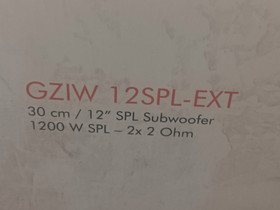 GZIW 12SPL-EXT
30 cm / 12" SPL Subwoofer
1200 W SPL – 2x 2 Ohm